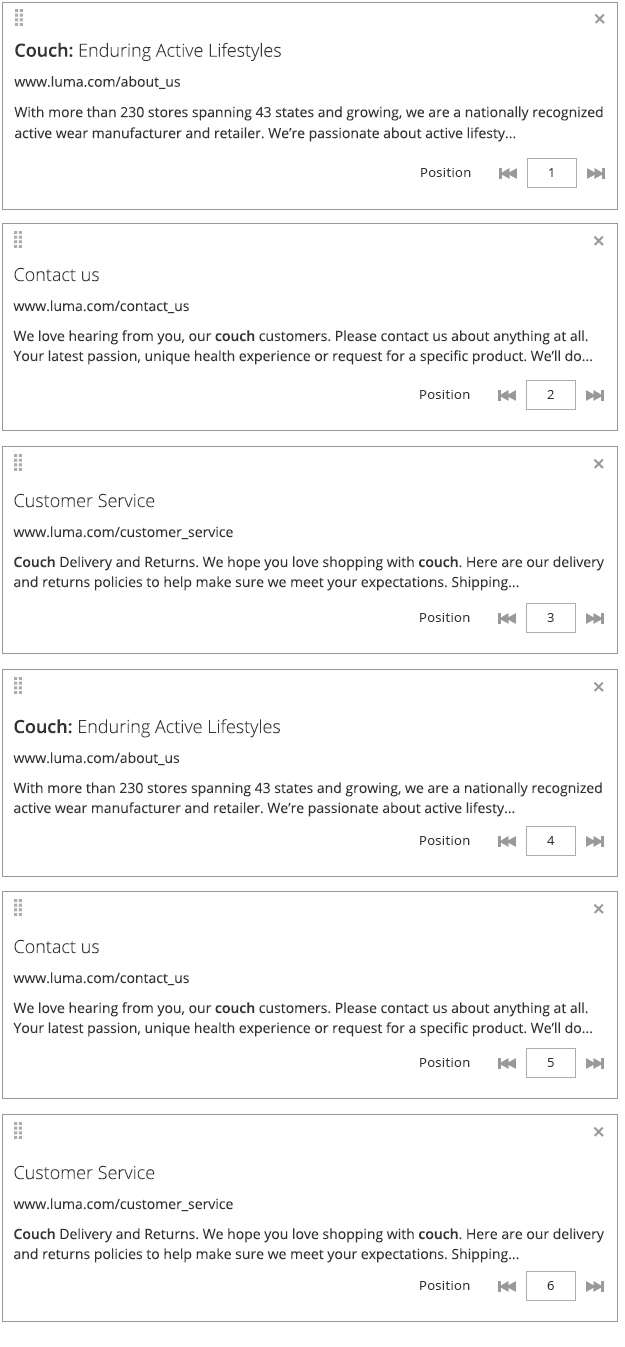 Couch: Enduring Active Lifestyles
www.luma.com/about_us
With more than 230 stores spanning 43 states and growing, we are a nationally recognized
active wear manufacturer and retailer. We’re passionate about active lifesty...
Position 1
Contact us
www.luma.com/contact_us
We love hearing from you, our couch customers. Please contact us about anything at all.
Your latest passion, unique health experience or request for a specific product. We’ll do...
Position 2
Customer Service
www.luma.com/customer_service
Couch Delivery and Returns. We hope you love shopping with couch. Here are our delivery
and returns policies to help make sure we meet your expectations. Shipping...
Position 3
Couch: Enduring Active Lifestyles
www.luma.com/about_us
With more than 230 stores spanning 43 states and growing, we are a nationally recognized
active wear manufacturer and retailer. We’re passionate about active lifesty...
Position 4
Contact us
www.luma.com/contact_us
We love hearing from you, our couch customers. Please contact us about anything at all.
Your latest passion, unique health experience or request for a specific product. We’ll do...
Position 5
Customer Service
www.luma.com/customer_service
Couch Delivery and Returns. We hope you love shopping with couch. Here are our delivery
and returns policies to help make sure we meet your expectations. Shipping...
Position 6